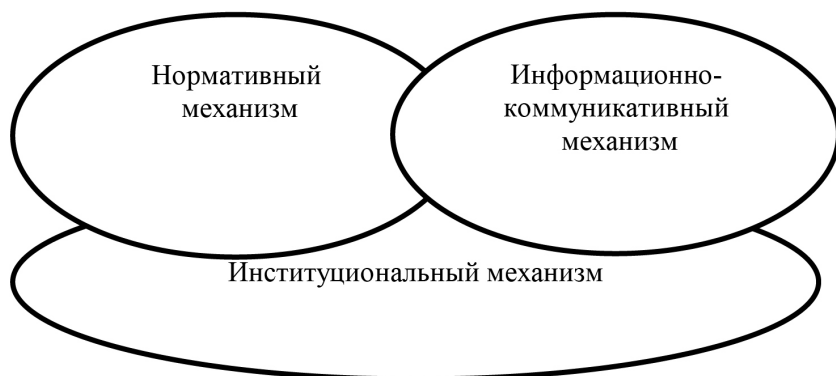 Нормативный
механизм
Информационно-
коммуникативный
механизм
Институциональный механизм